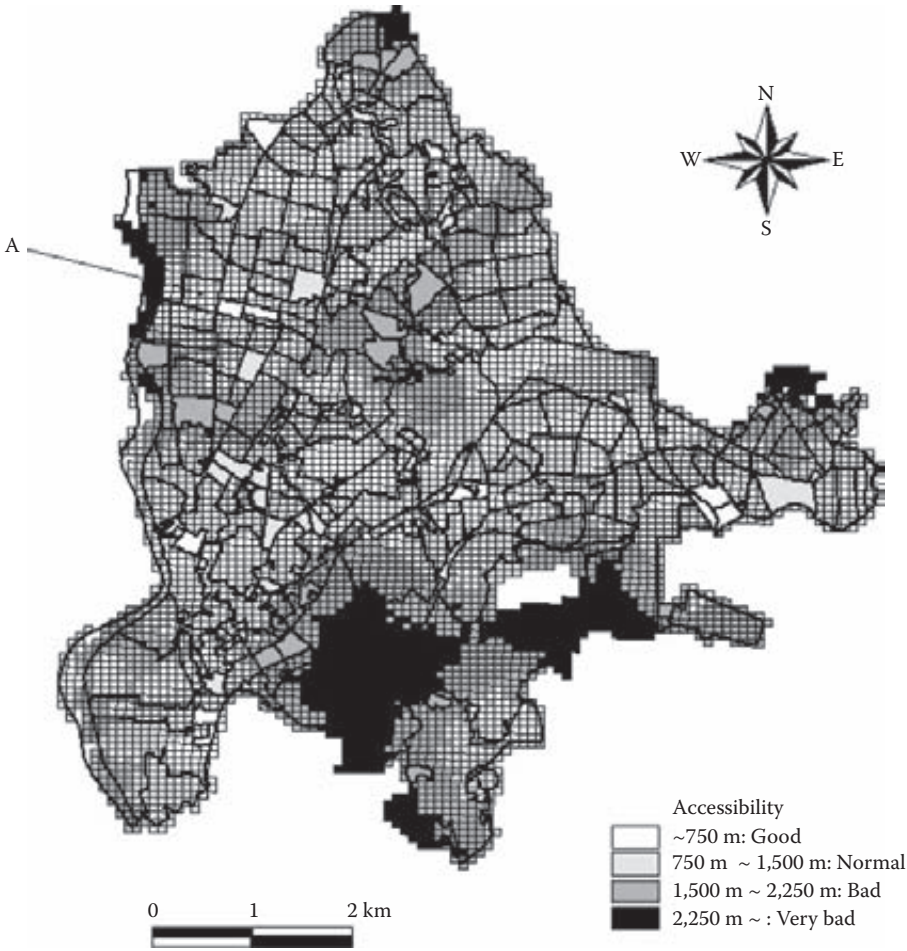 N
W E
S
A
Accessibility
~750 m: Good
750 m ~ 1,500 m: Normal
1,500 m ~ 2,250 m: Bad
2,250 m ~ : Very bad
0 1 2 km